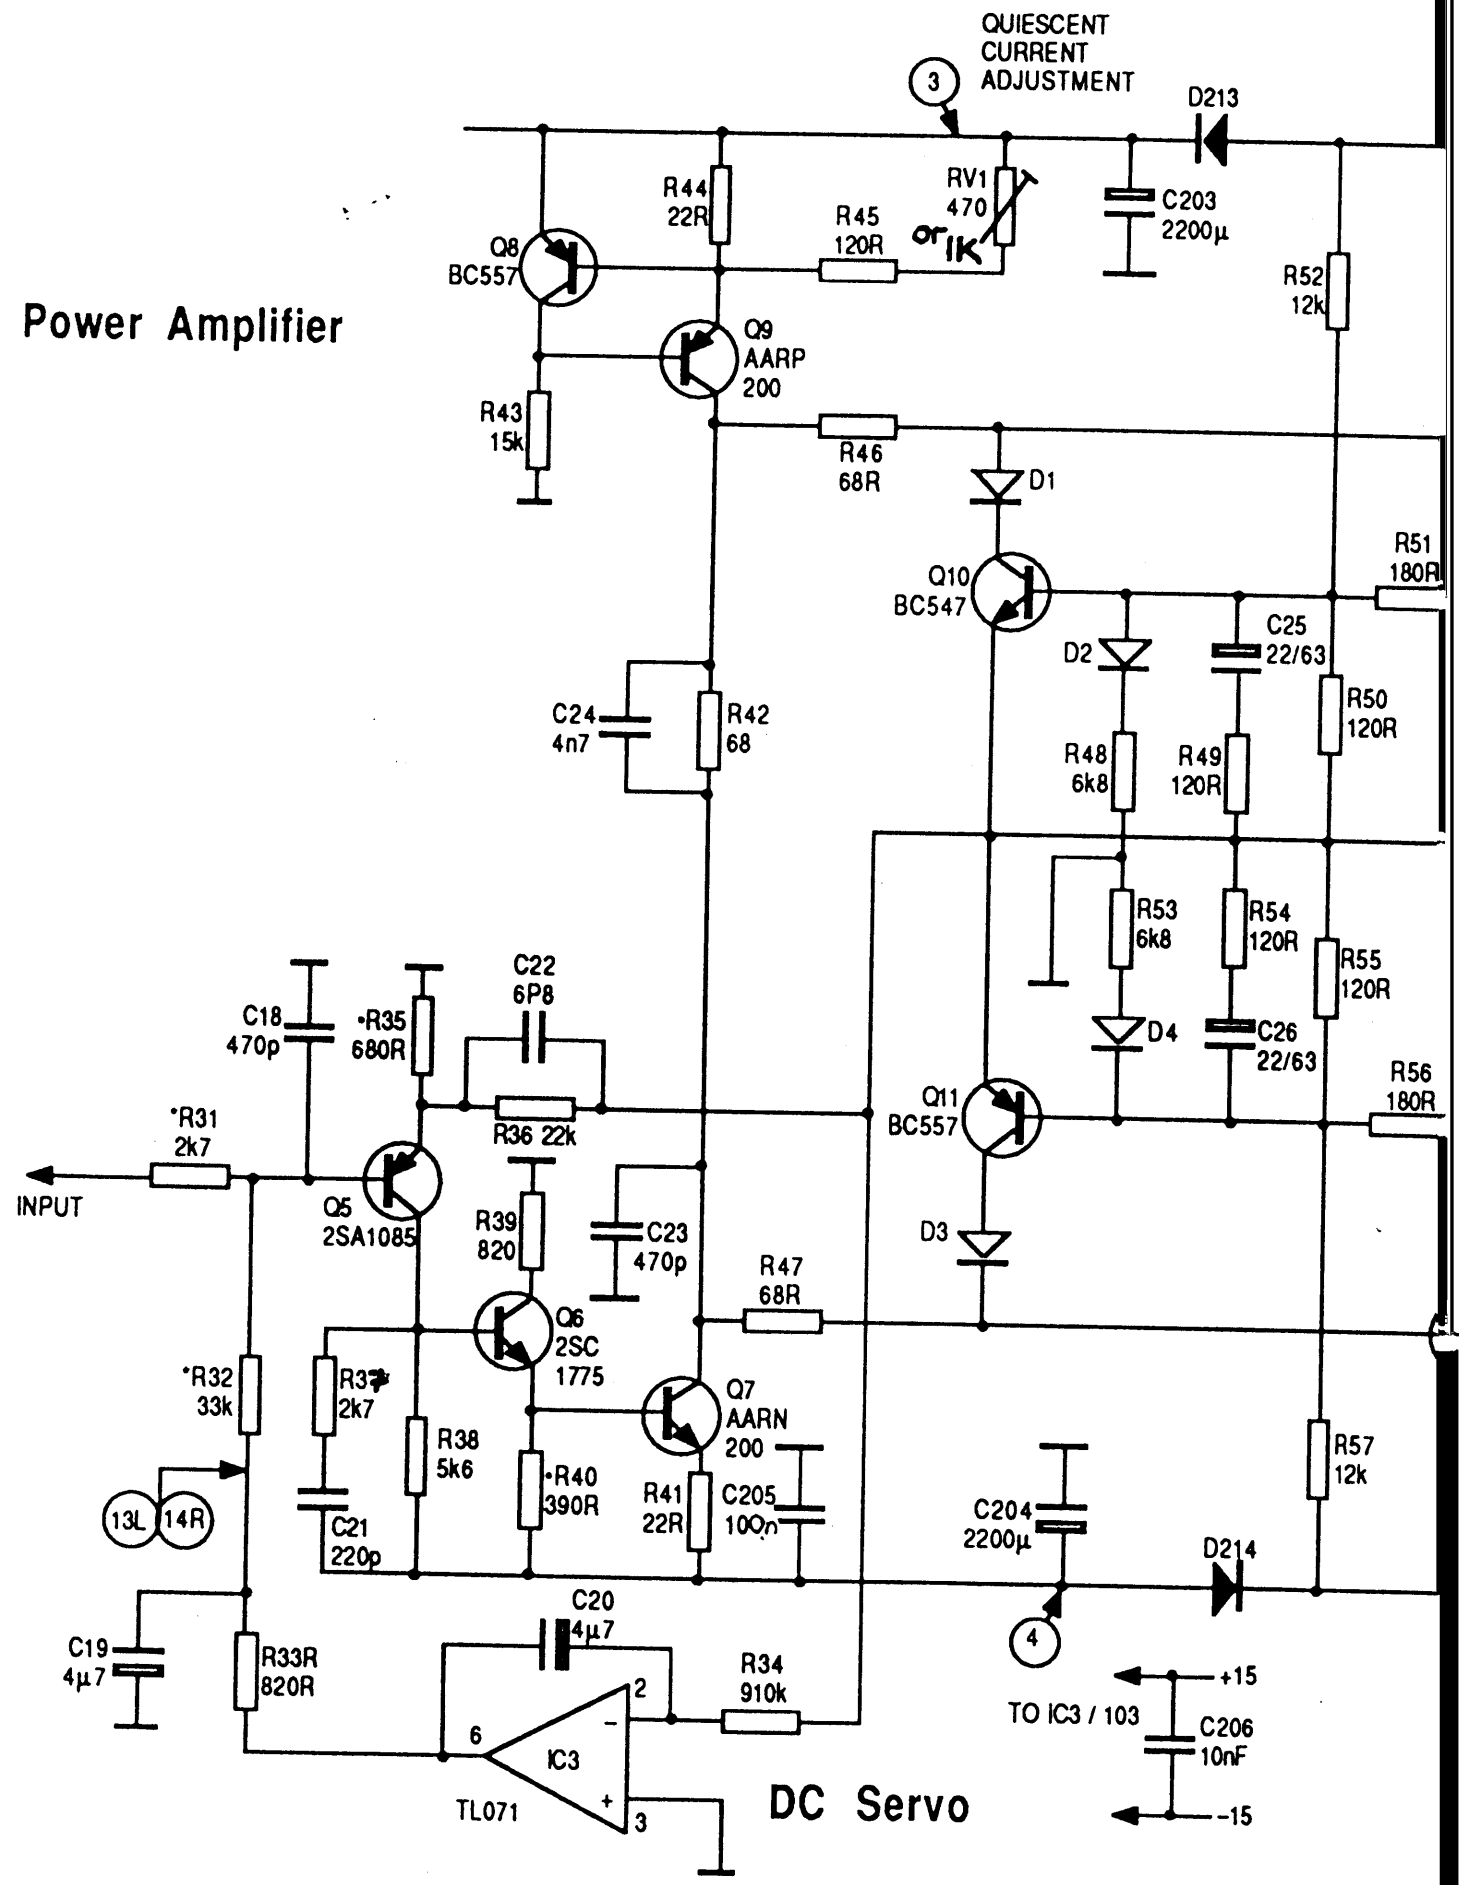 QUIESCENT
CURRENT
ADJUSTMENT
3
D213
R44
22R
RV1
470
or 1K
C203
2200µ
R45
120R
Q8
BC557
R52
12k
Power Amplifier
Q9
AARP
200
R43
15k
R46
68R
D1
R51
180R
Q10
BC547
C25
22/63
D2
C24
4n7
R42
68
R50
120R
R48
6k8
R49
120R
R53
6k8
R54
120R
R55
120R
C22
6P8
C18
470p
•R35
680R
D4
C26
22/63
R56
180R
Q11
BC557
*R31
2k7
R36 22k
INPUT
Q5
2SA1085
R39
820
C23
470p
D3
R47
68R
Q6
2SC
1775
*R32
33k
R37
2k7
Q7
AARN
200
R38
5k6
•R40
390R
R41
22R
C205
100n
C204
2200µ
R57
12k
13L
14R
C21
220p
D214
C20
4µ7
4
C19
4µ7
R33R
820R
R34
910k
+15
TO IC3 / 103
C206
10nF
-15
2
6
–
IC3
+
3
TL071
DC Servo